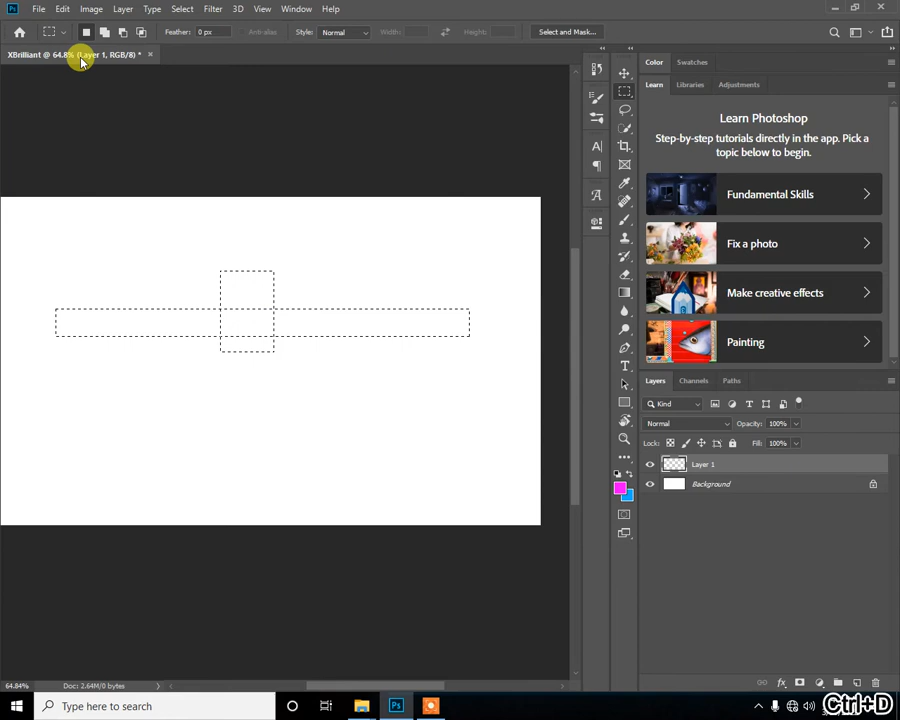 Ps File Edit Image Layer Type Select Filter 3D View Window Help
Feather: 0 px Anti-alias Style: Normal Width: Height: Select and Mask...
XBrilliant @ 64.8% (Layer 1, RGB/8) *
Color Swatches
Learn Libraries Adjustments
Learn Photoshop
Step-by-step tutorials directly in the app. Pick a
topic below to begin.
Fundamental Skills
Fix a photo
Make creative effects
Painting
Layers Channels Paths
Kind
Normal Opacity: 100%
Lock: Fill: 100%
Layer 1
Background
64.84% Doc: 2.64M/0 bytes
Type here to search
Ps
Ctrl+D